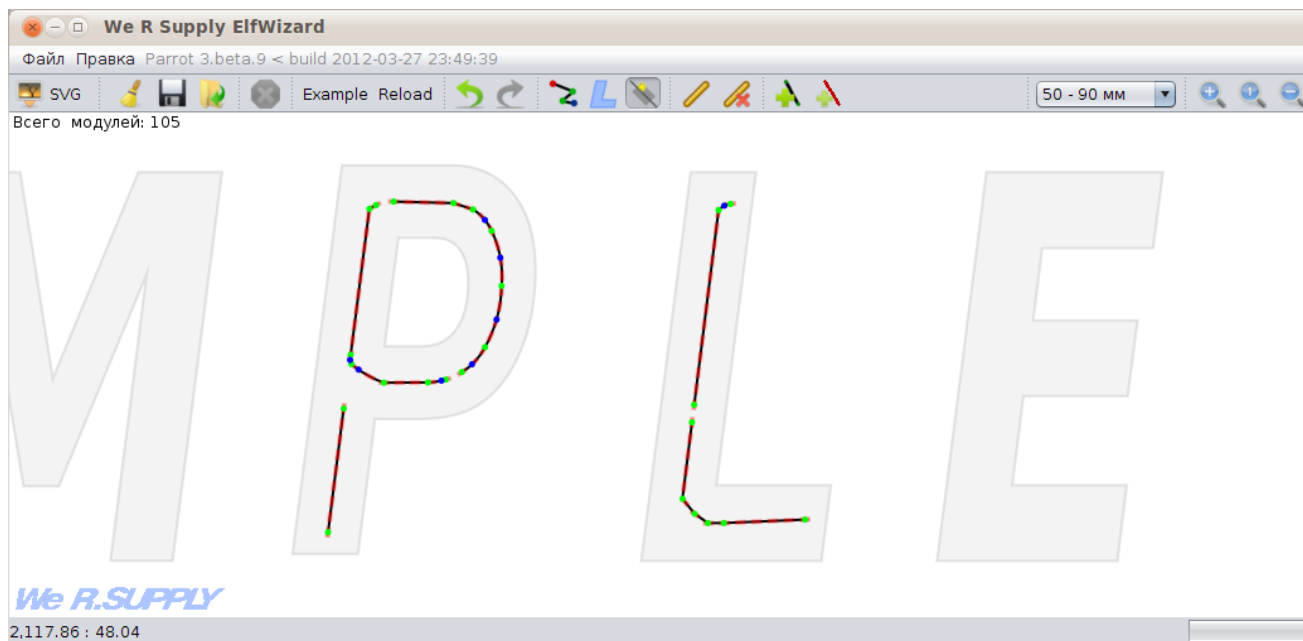 We R Supply ElfWizard
Файл Правка Parrot 3.beta.9 < build 2012-03-27 23:49:39
SVG Example Reload 50 - 90 мм
Всего модулей: 105
MPLE
We R.SUPPLY
2,117.86 : 48.04